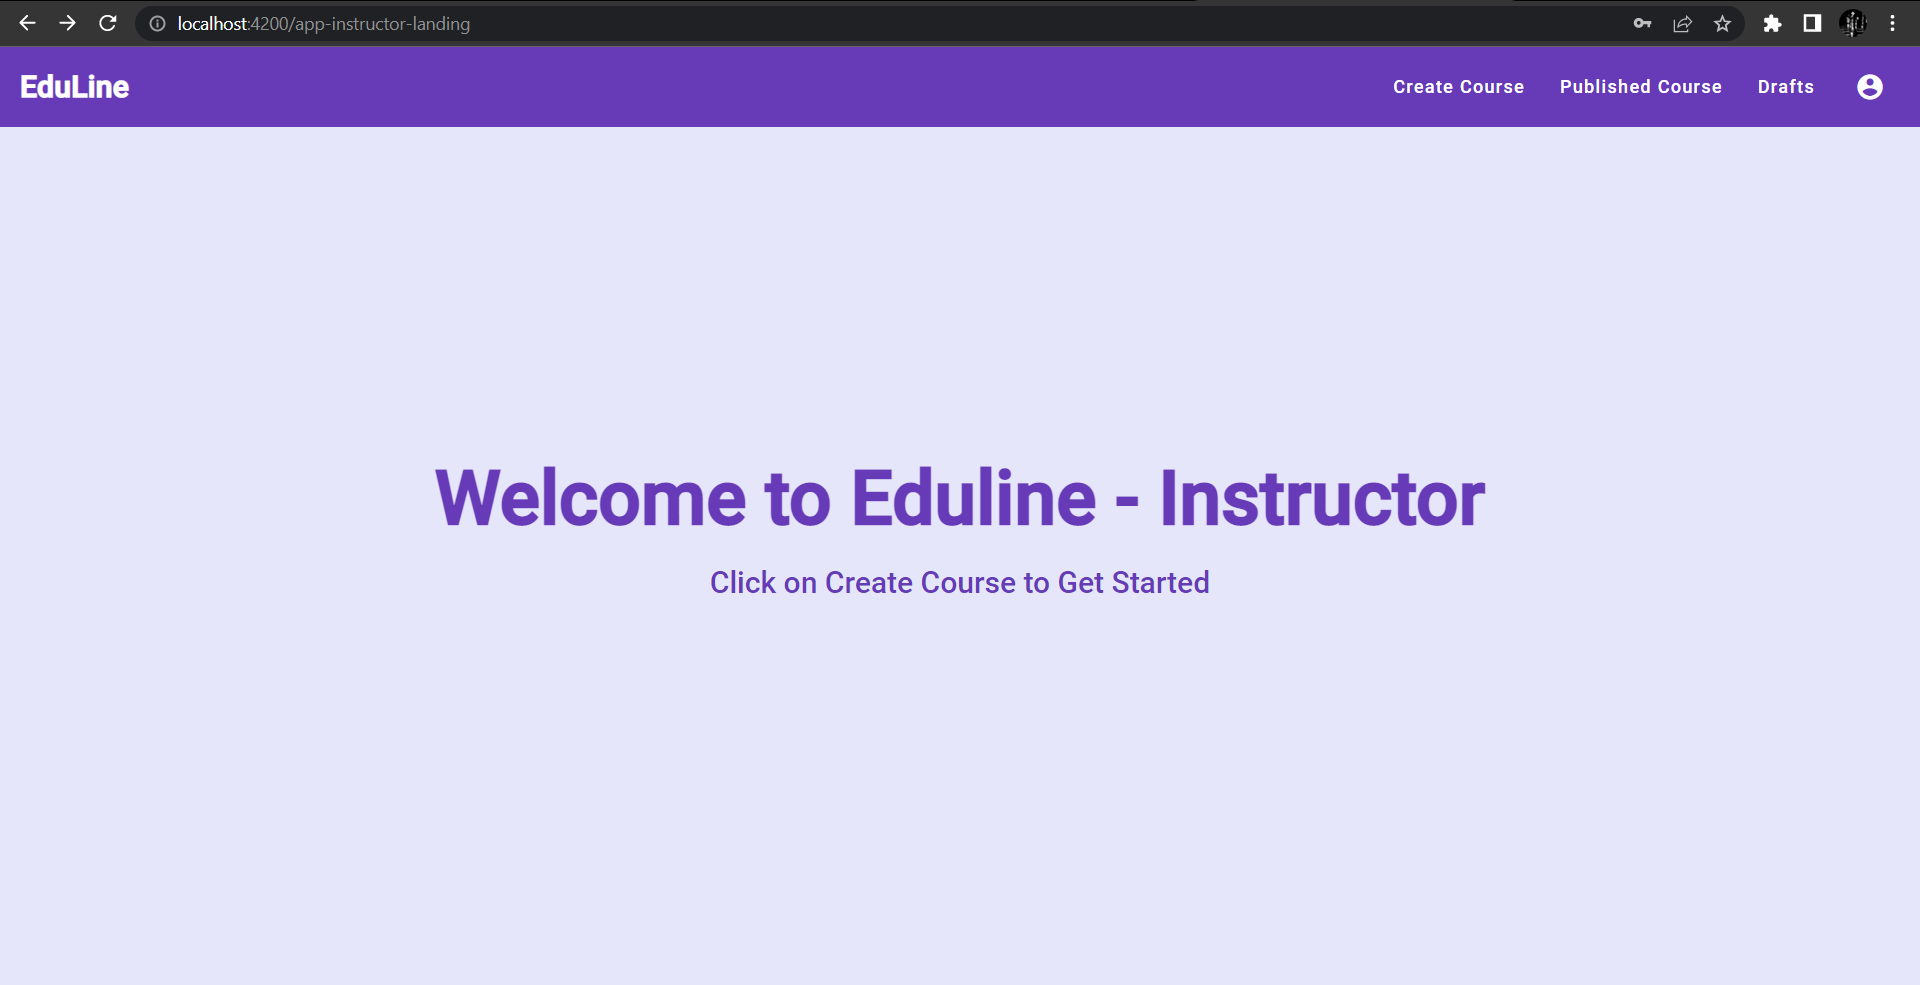 localhost:4200/app-instructor-landing
EduLine
Create Course Published Course Drafts
Welcome to Eduline - Instructor
Click on Create Course to Get Started